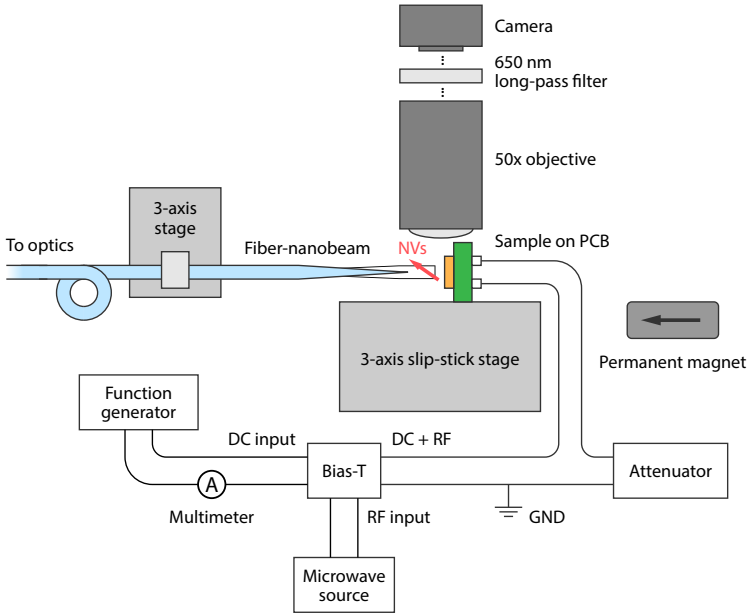 Camera
650 nm
long-pass filter
50x objective
3-axis
stage
To optics
Fiber-nanobeam
NVs
Sample on PCB
3-axis slip-stick stage
Permanent magnet
Function
generator
DC input
DC + RF
Bias-T
Attenuator
A
Multimeter
RF input
GND
Microwave
source